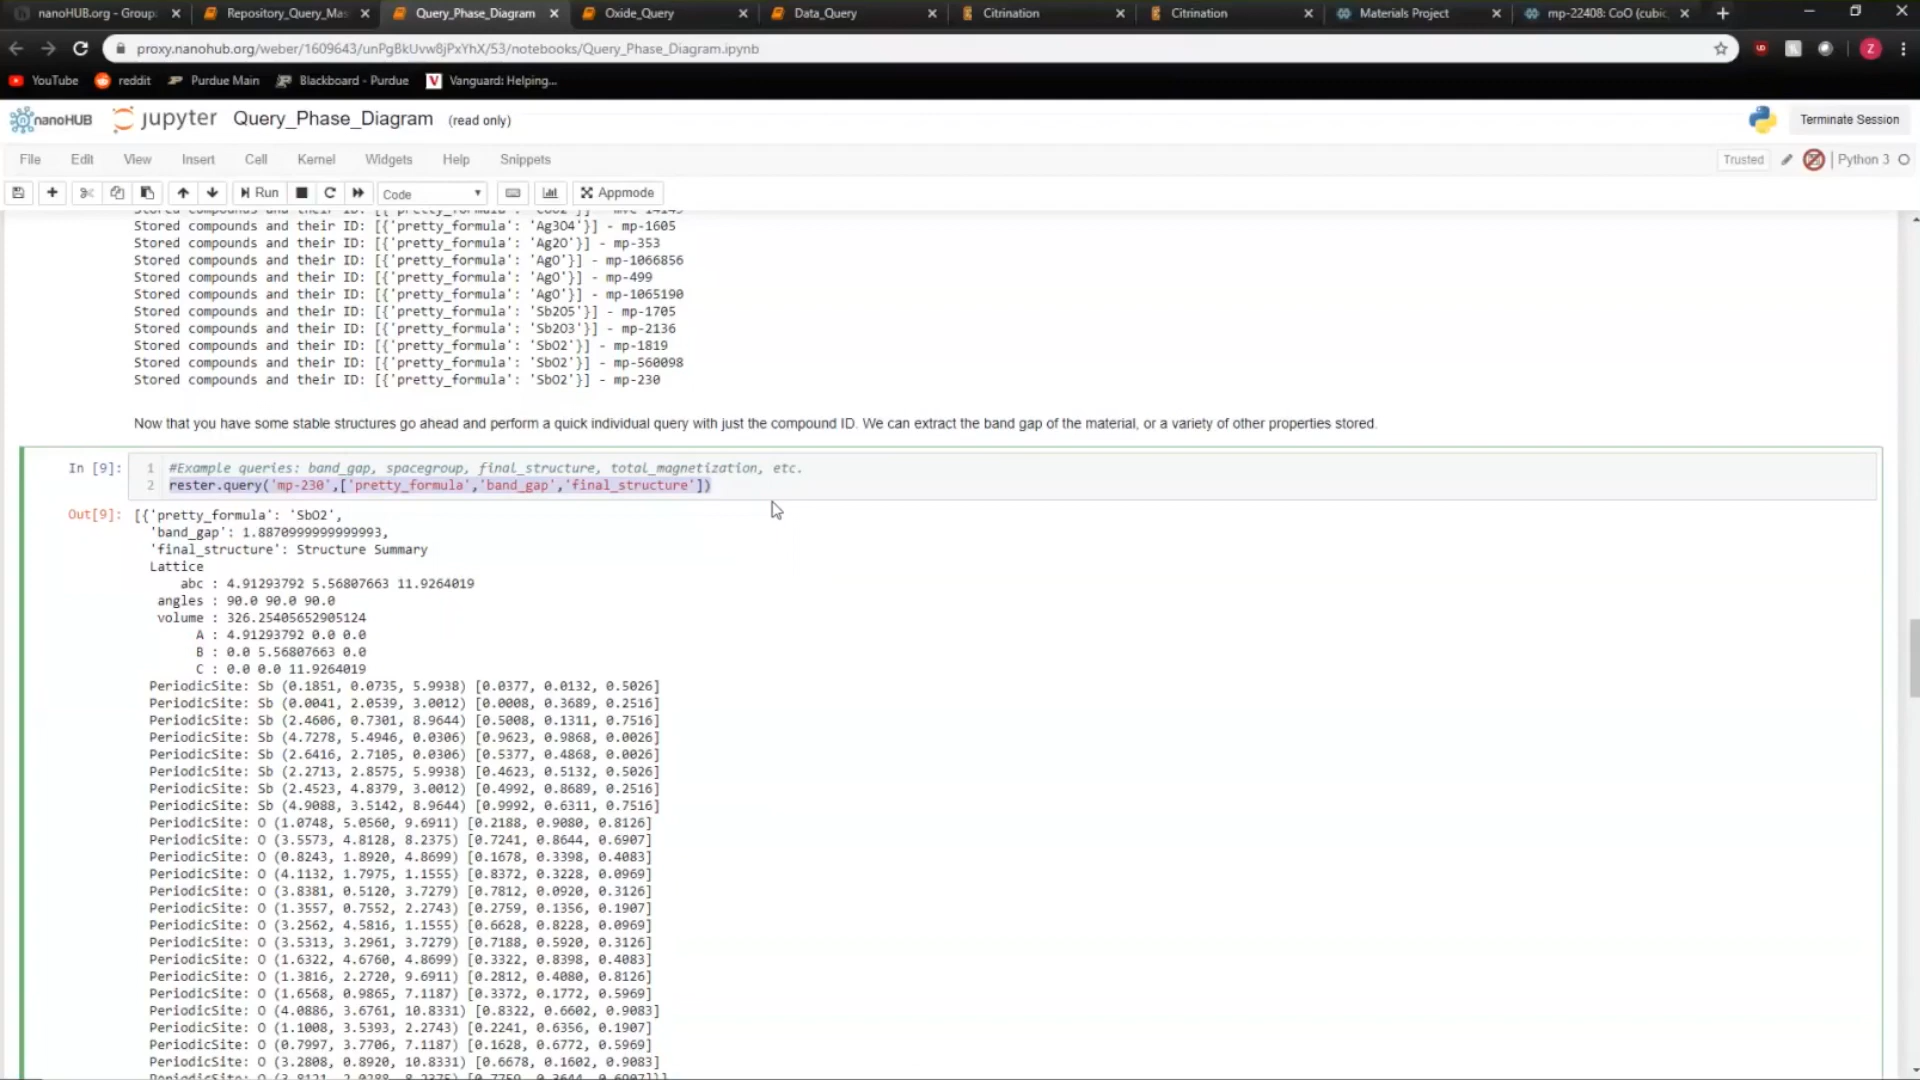 nanoHUB.org - Group:
Repository_Query_Mas
Query_Phase_Diagram
Oxide_Query
Data_Query
Citrination
Citrination
Materials Project
mp-22408: CoO (cubic
proxy.nanohub.org/weber/1609643/unPgBkUvw8jPxYhX/53/notebooks/Query_Phase_Diagram.ipynb
YouTube reddit Purdue Main Blackboard - Purdue Vanguard: Helping...
nanoHUB jupyter Query_Phase_Diagram (read only) Terminate Session
File Edit View Insert Cell Kernel Widgets Help Snippets Trusted Python 3
Run Code Appmode
Stored compounds and their ID: [{'pretty_formula': 'CoO2'}] - mvc-14149
Stored compounds and their ID: [{'pretty_formula': 'Ag3O4'}] - mp-1605
Stored compounds and their ID: [{'pretty_formula': 'Ag2O'}] - mp-353
Stored compounds and their ID: [{'pretty_formula': 'AgO'}] - mp-1066856
Stored compounds and their ID: [{'pretty_formula': 'AgO'}] - mp-499
Stored compounds and their ID: [{'pretty_formula': 'AgO'}] - mp-1065190
Stored compounds and their ID: [{'pretty_formula': 'Sb2O5'}] - mp-1705
Stored compounds and their ID: [{'pretty_formula': 'Sb2O3'}] - mp-2136
Stored compounds and their ID: [{'pretty_formula': 'SbO2'}] - mp-1819
Stored compounds and their ID: [{'pretty_formula': 'SbO2'}] - mp-560098
Stored compounds and their ID: [{'pretty_formula': 'SbO2'}] - mp-230
Now that you have some stable structures go ahead and perform a quick individual query with just the compound ID. We can extract the band gap of the material, or a variety of other properties stored.
In [9]: 1 #Example queries: band_gap, spacegroup, final_structure, total_magnetization, etc.
2 rester.query('mp-230',['pretty_formula','band_gap','final_structure'])
Out[9]: [{'pretty_formula': 'SbO2',
'band_gap': 1.8870999999999993,
'final_structure': Structure Summary
Lattice
abc : 4.91293792 5.56807663 11.9264019
angles : 90.0 90.0 90.0
volume : 326.25405652905124
A : 4.91293792 0.0 0.0
B : 0.0 5.56807663 0.0
C : 0.0 0.0 11.9264019
PeriodicSite: Sb (0.1851, 0.0735, 5.9938) [0.0377, 0.0132, 0.5026]
PeriodicSite: Sb (0.0041, 2.0539, 3.0012) [0.0008, 0.3689, 0.2516]
PeriodicSite: Sb (2.4606, 0.7301, 8.9644) [0.5008, 0.1311, 0.7516]
PeriodicSite: Sb (4.7278, 5.4946, 0.0306) [0.9623, 0.9868, 0.0026]
PeriodicSite: Sb (2.6416, 2.7105, 0.0306) [0.5377, 0.4868, 0.0026]
PeriodicSite: Sb (2.2713, 2.8575, 5.9938) [0.4623, 0.5132, 0.5026]
PeriodicSite: Sb (2.4523, 4.8379, 3.0012) [0.4992, 0.8689, 0.2516]
PeriodicSite: Sb (4.9088, 3.5142, 8.9644) [0.9992, 0.6311, 0.7516]
PeriodicSite: O (1.0748, 5.0560, 9.6911) [0.2188, 0.9080, 0.8126]
PeriodicSite: O (3.5573, 4.8128, 8.2375) [0.7241, 0.8644, 0.6907]
PeriodicSite: O (0.8243, 1.8920, 4.8699) [0.1678, 0.3398, 0.4083]
PeriodicSite: O (4.1132, 1.7975, 1.1555) [0.8372, 0.3228, 0.0969]
PeriodicSite: O (3.8381, 0.5120, 3.7279) [0.7812, 0.0920, 0.3126]
PeriodicSite: O (1.3557, 0.7552, 2.2743) [0.2759, 0.1356, 0.1907]
PeriodicSite: O (3.2562, 4.5816, 1.1555) [0.6628, 0.8228, 0.0969]
PeriodicSite: O (3.5313, 3.2961, 3.7279) [0.7188, 0.5920, 0.3126]
PeriodicSite: O (1.6322, 4.6760, 4.8699) [0.3322, 0.8398, 0.4083]
PeriodicSite: O (1.3816, 2.2720, 9.6911) [0.2812, 0.4080, 0.8126]
PeriodicSite: O (1.6568, 0.9865, 7.1187) [0.3372, 0.1772, 0.5969]
PeriodicSite: O (4.0886, 3.6761, 10.8331) [0.8322, 0.6602, 0.9083]
PeriodicSite: O (1.1008, 3.5393, 2.2743) [0.2241, 0.6356, 0.1907]
PeriodicSite: O (0.7997, 3.7706, 7.1187) [0.1628, 0.6772, 0.5969]
PeriodicSite: O (3.2808, 0.8920, 10.8331) [0.6678, 0.1602, 0.9083]
PeriodicSite: O (3.8121, 2.0288, 8.2375) [0.7759, 0.3644, 0.6907]}]